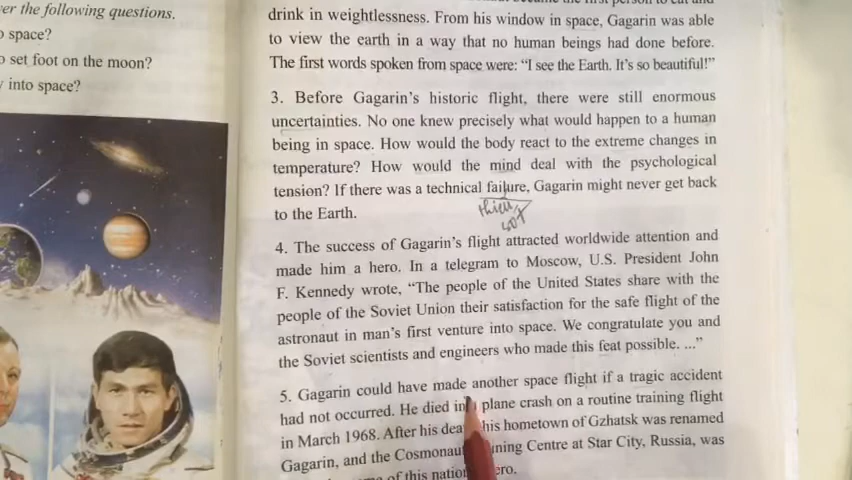 er the following questions.
space?
set foot on the moon?
into space?
drink in weightlessness. From his window in space, Gagarin was able
to view the earth in a way that no human beings had done before.
The first words spoken from space were: “I see the Earth. It’s so beautiful!”
3. Before Gagarin’s historic flight, there were still enormous
uncertainties. No one knew precisely what would happen to a human
being in space. How would the body react to the extreme changes in
temperature? How would the mind deal with the psychological
tension? If there was a technical failure, Gagarin might never get back
to the Earth.
4. The success of Gagarin’s flight attracted worldwide attention and
made him a hero. In a telegram to Moscow, U.S. President John
F. Kennedy wrote, “The people of the United States share with the
people of the Soviet Union their satisfaction for the safe flight of the
astronaut in man’s first venture into space. We congratulate you and
the Soviet scientists and engineers who made this feat possible. ...”
5. Gagarin could have made another space flight if a tragic accident
had not occurred. He died in plane crash on a routine training flight
in March 1968. After his dea his hometown of Gzhatsk was renamed
Gagarin, and the Cosmonau ning Centre at Star City, Russia, was
of this natio ero.